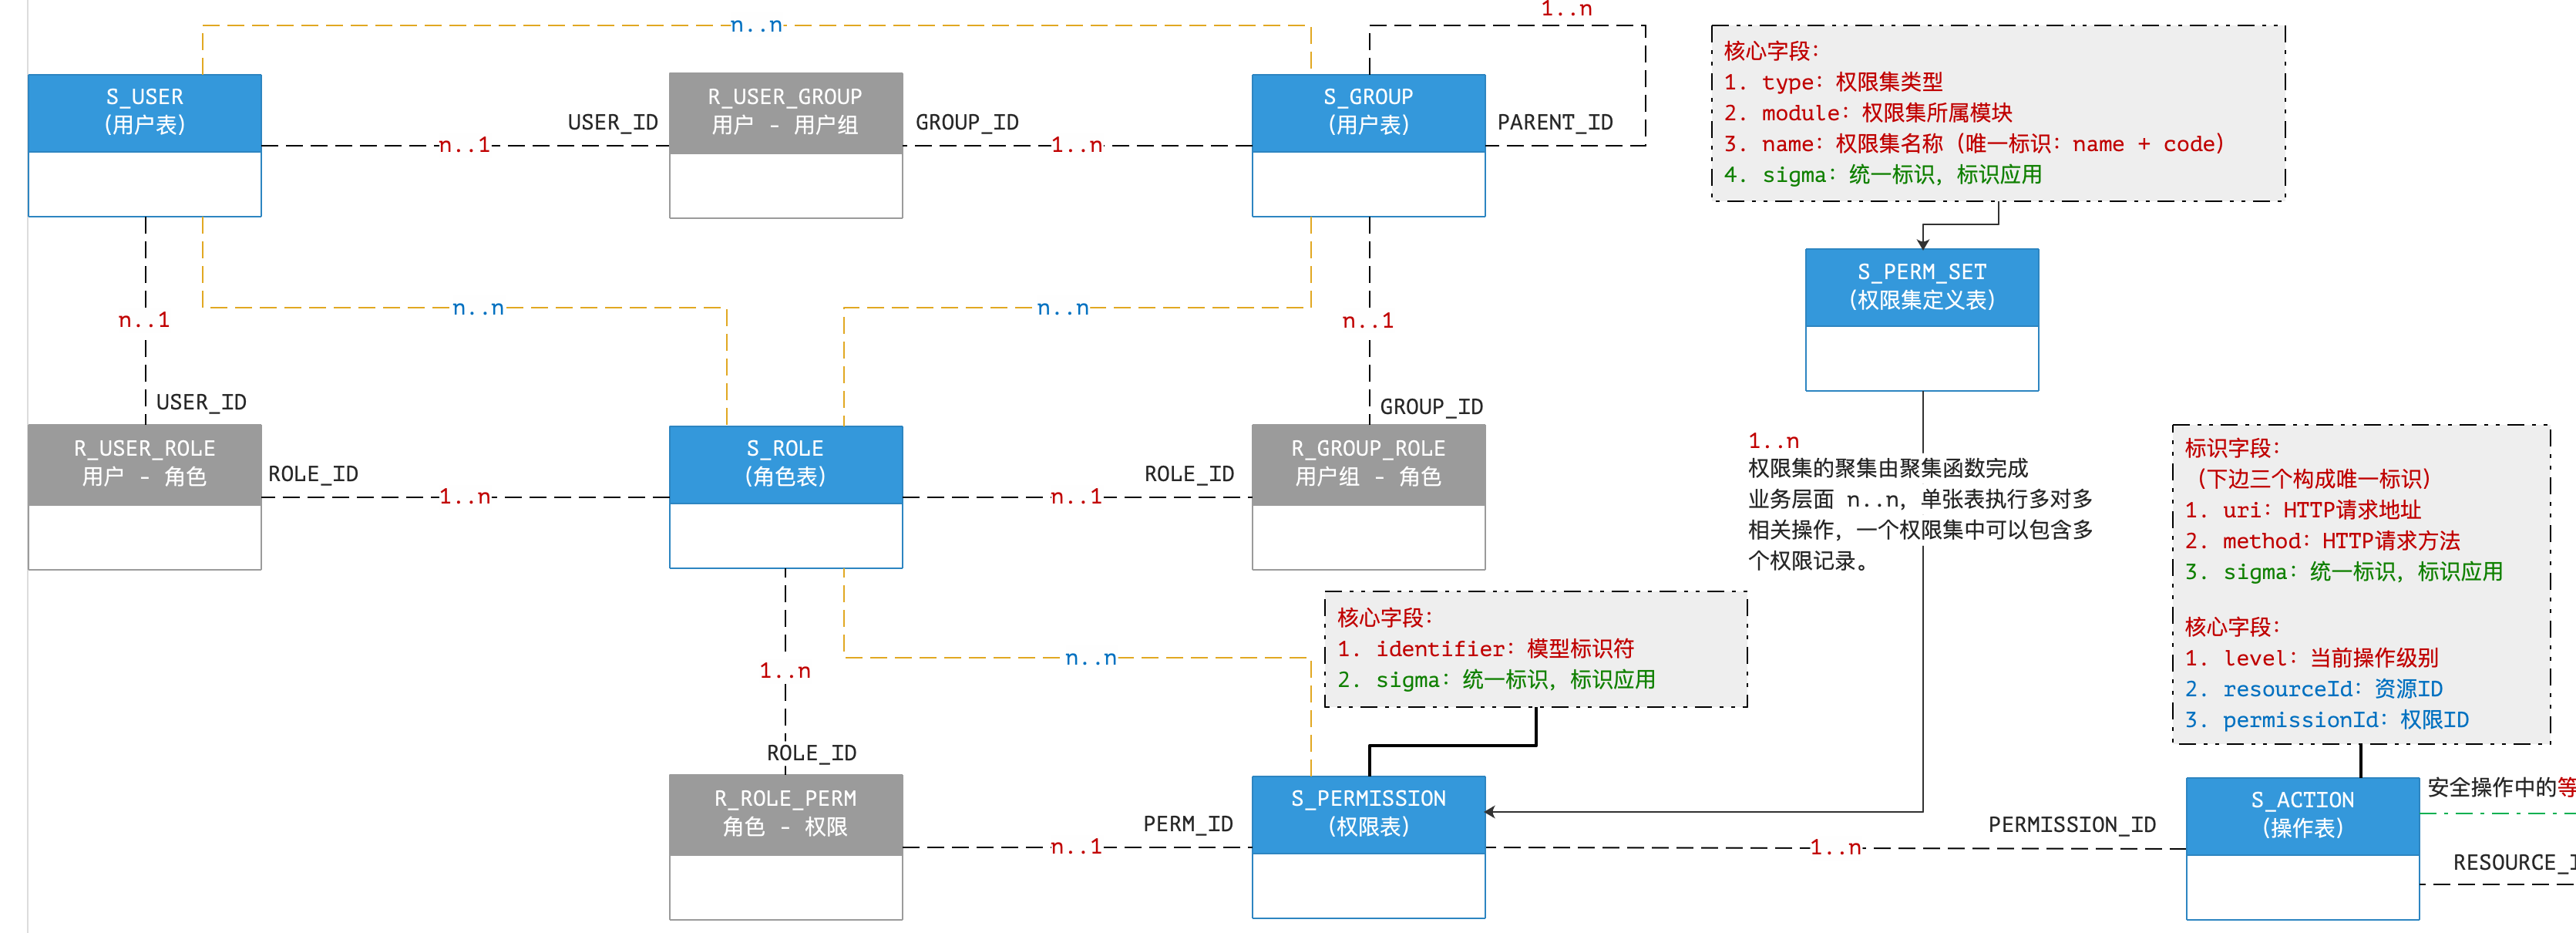 n..n
1..n
S_USER
(用户表)
n..1
USER_ID
R_USER_GROUP
用户 - 用户组
GROUP_ID
1..n
S_GROUP
(用户表)
PARENT_ID
核心字段:
1. type: 权限集类型
2. module: 权限集所属模块
3. name: 权限集名称 (唯一标识: name + code)
4. sigma: 统一标识, 标识应用
S_PERM_SET
(权限集定义表)
n..1
n..n
n..n
n..1
USER_ID
GROUP_ID
R_USER_ROLE
用户 - 角色
ROLE_ID
1..n
S_ROLE
(角色表)
n..1
ROLE_ID
R_GROUP_ROLE
用户组 - 角色
1..n
权限集的聚集由聚集函数完成
业务层面 n..n, 单张表执行多对多
相关操作, 一个权限集中可以包含多
个权限记录。
标识字段:
(下边三个构成唯一标识)
1. uri: HTTP请求地址
2. method: HTTP请求方法
3. sigma: 统一标识, 标识应用
核心字段:
1. level: 当前操作级别
2. resourceId: 资源ID
3. permissionId: 权限ID
核心字段:
1. identifier: 模型标识符
2. sigma: 统一标识, 标识应用
1..n
n..n
ROLE_ID
R_ROLE_PERM
角色 - 权限
n..1
PERM_ID
S_PERMISSION
(权限表)
1..n
PERMISSION_ID
S_ACTION
(操作表)
安全操作中的等
RESOURCE_I